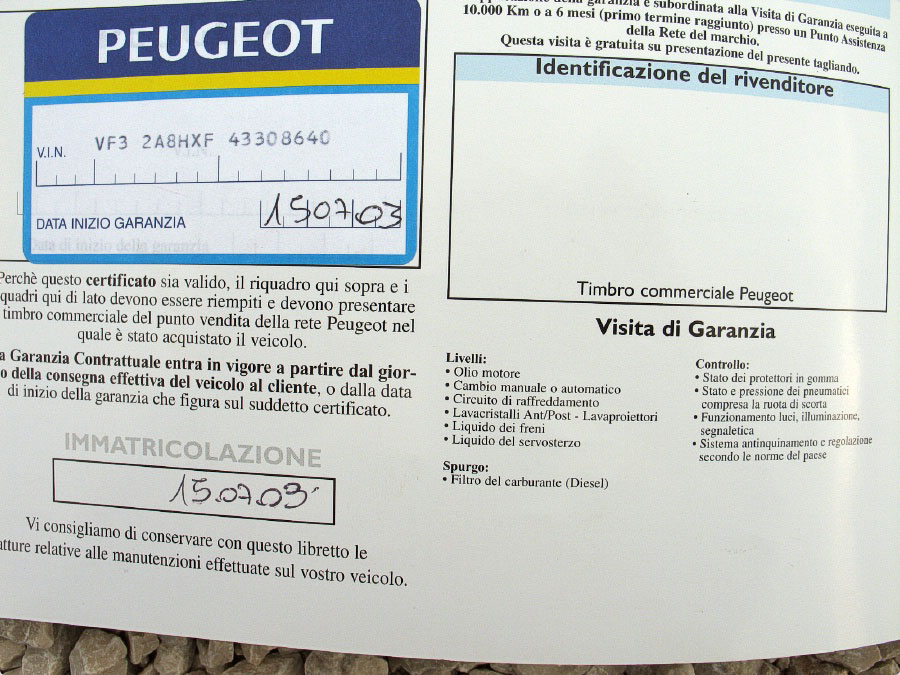 PEUGEOT
V.I.N. VF3 2A8HXF 43308640
DATA INIZIO GARANZIA 150703
Data di inizio della garanzia
Perchè questo certificato sia valido, il riquadro qui sopra e i
quadri qui di lato devono essere riempiti e devono presentare
timbro commerciale del punto vendita della rete Peugeot nel
quale è stato acquistato il veicolo.
a Garanzia Contrattuale entra in vigore a partire dal gior-
o della consegna effettiva del veicolo al cliente, o dalla data
di inizio della garanzia che figura sul suddetto certificato.
IMMATRICOLAZIONE
15.07.03
Vi consigliamo di conservare con questo libretto le
atture relative alle manutenzioni effettuate sul vostro veicolo.
garanzia è subordinata alla Visita di Garanzia eseguita a
10.000 Km o a 6 mesi (primo termine raggiunto) presso un Punto Assistenza
della Rete del marchio.
Questa visita è gratuita su presentazione del presente tagliando.
Identificazione del rivenditore
Timbro commerciale Peugeot
Visita di Garanzia
Livelli:
• Olio motore
• Cambio manuale o automatico
• Circuito di raffreddamento
• Lavacristalli Ant/Post - Lavaproiettori
• Liquido dei freni
• Liquido del servosterzo
Spurgo:
• Filtro del carburante (Diesel)
Controllo:
• Stato dei protettori in gomma
• Stato e pressione dei pneumatici
compresa la ruota di scorta
• Funzionamento luci, illuminazione,
segnaletica
• Sistema antinquinamento e regolazione
secondo le norme del paese